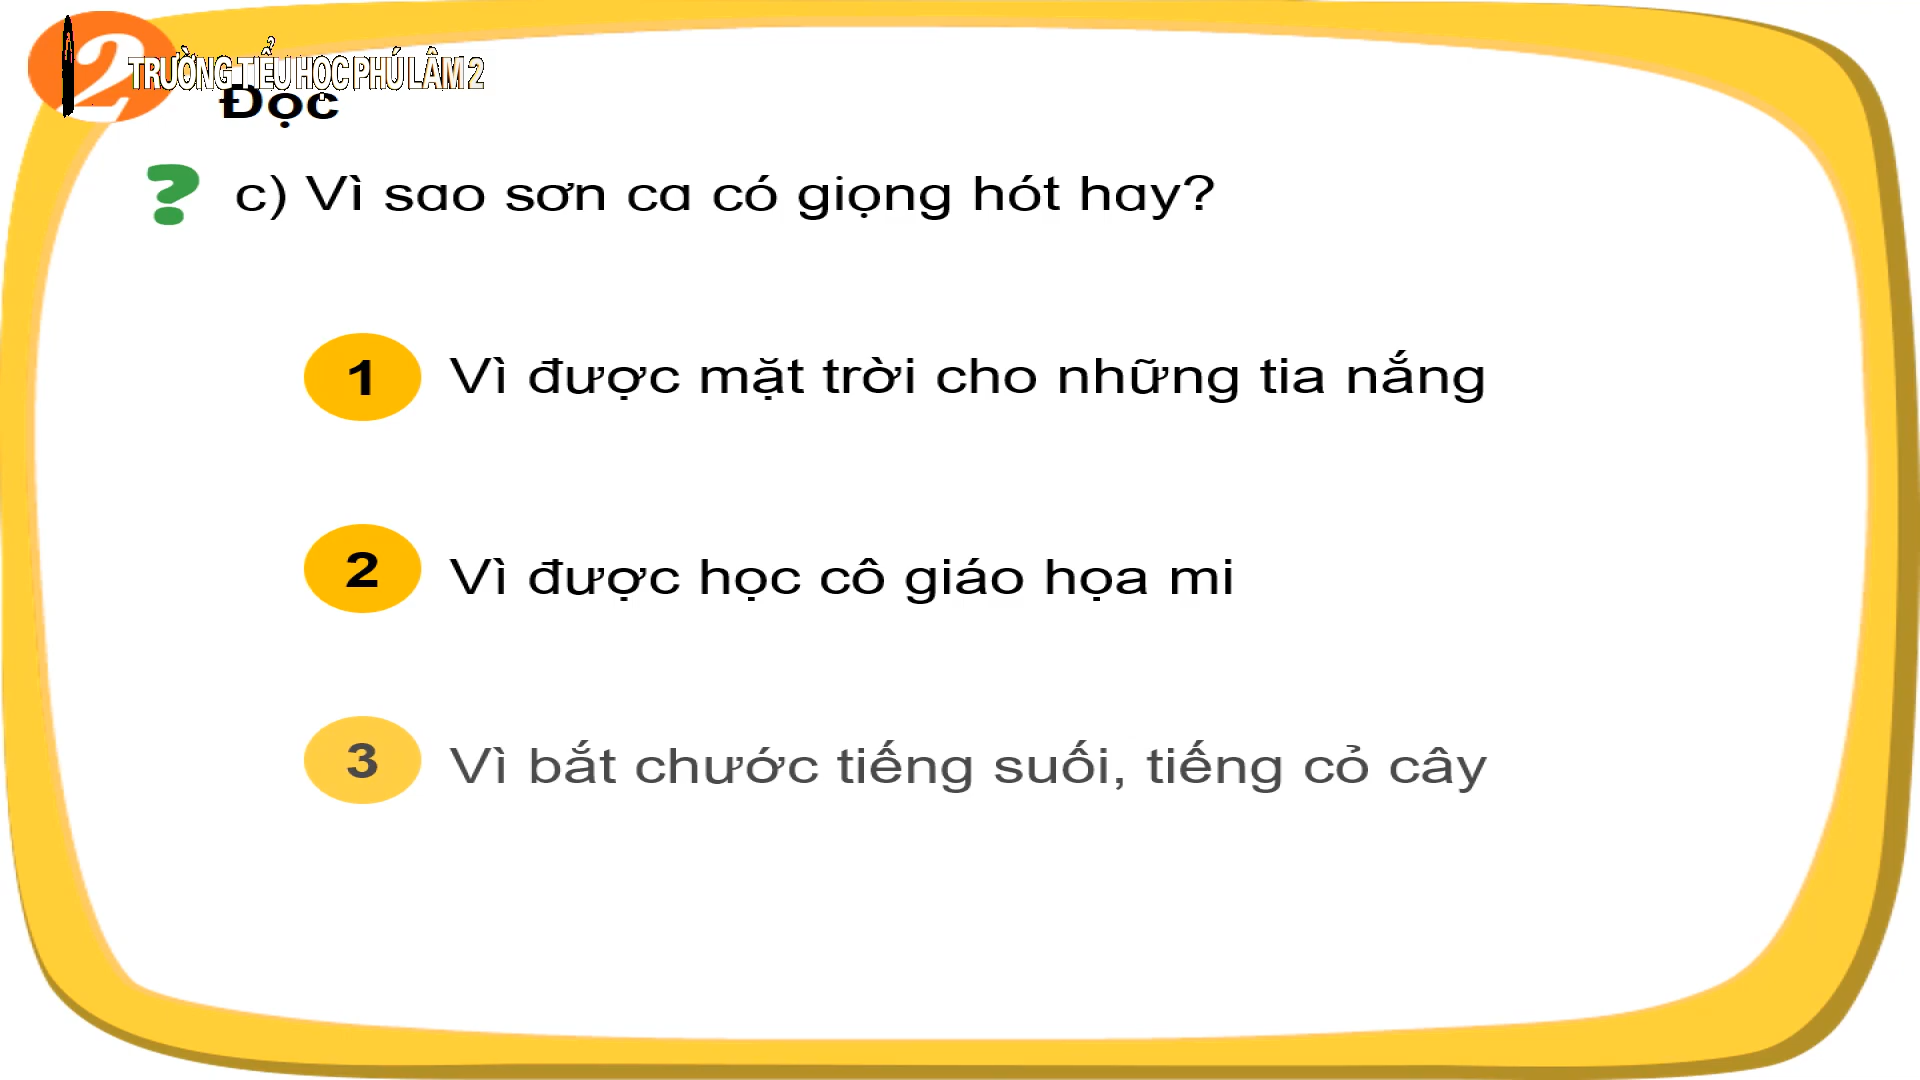 2
TRƯỜNG TIỂU HỌC PHÚ LÂM 2
Đọc
? c) Vì sao sơn ca có giọng hót hay?
1 Vì được mặt trời cho những tia nắng
2 Vì được học cô giáo họa mi
3 Vì bắt chước tiếng suối, tiếng cỏ cây